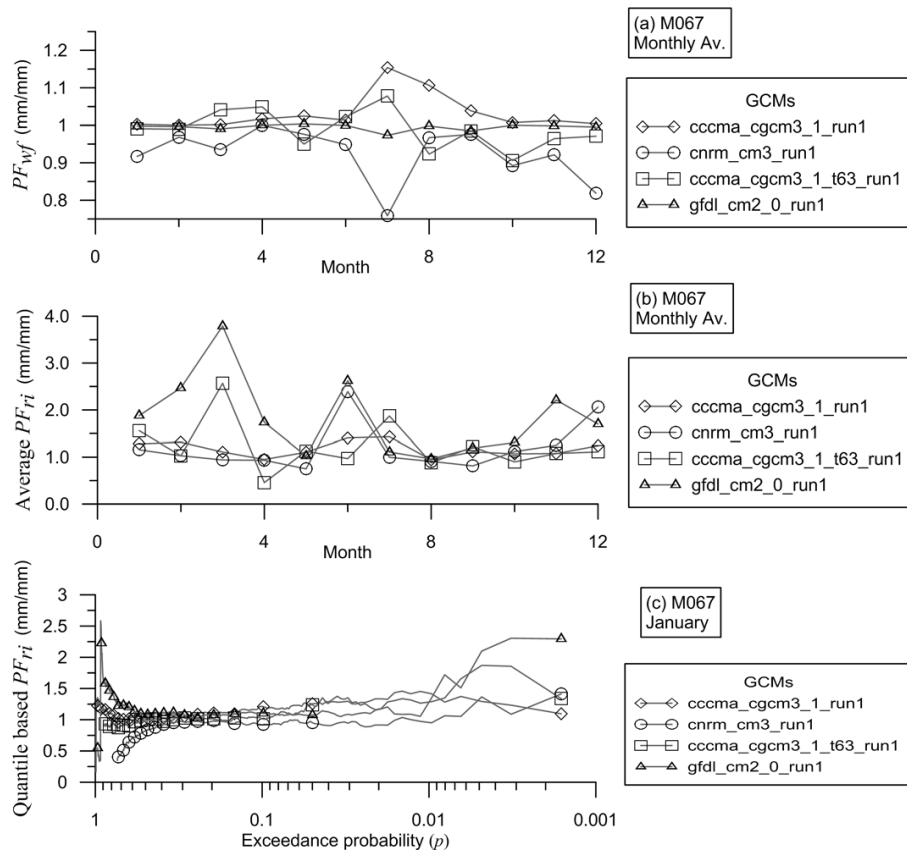 (a) M067
Monthly Av.
PF_wf (mm/mm)
1.2
1.1
1
0.9
0.8
0
4
8
12
Month
GCMs
cccma_cgcm3_1_run1
cnrm_cm3_run1
cccma_cgcm3_1_t63_run1
gfdl_cm2_0_run1
(b) M067
Monthly Av.
Average PF_ri (mm/mm)
4.0
3.0
2.0
1.0
0.0
0
4
8
12
Month
GCMs
cccma_cgcm3_1_run1
cnrm_cm3_run1
cccma_cgcm3_1_t63_run1
gfdl_cm2_0_run1
(c) M067
January
Quantile based PF_ri (mm/mm)
3
2.5
2
1.5
1
0.5
0
1
0.1
0.01
0.001
Exceedance probability (p)
GCMs
cccma_cgcm3_1_run1
cnrm_cm3_run1
cccma_cgcm3_1_t63_run1
gfdl_cm2_0_run1